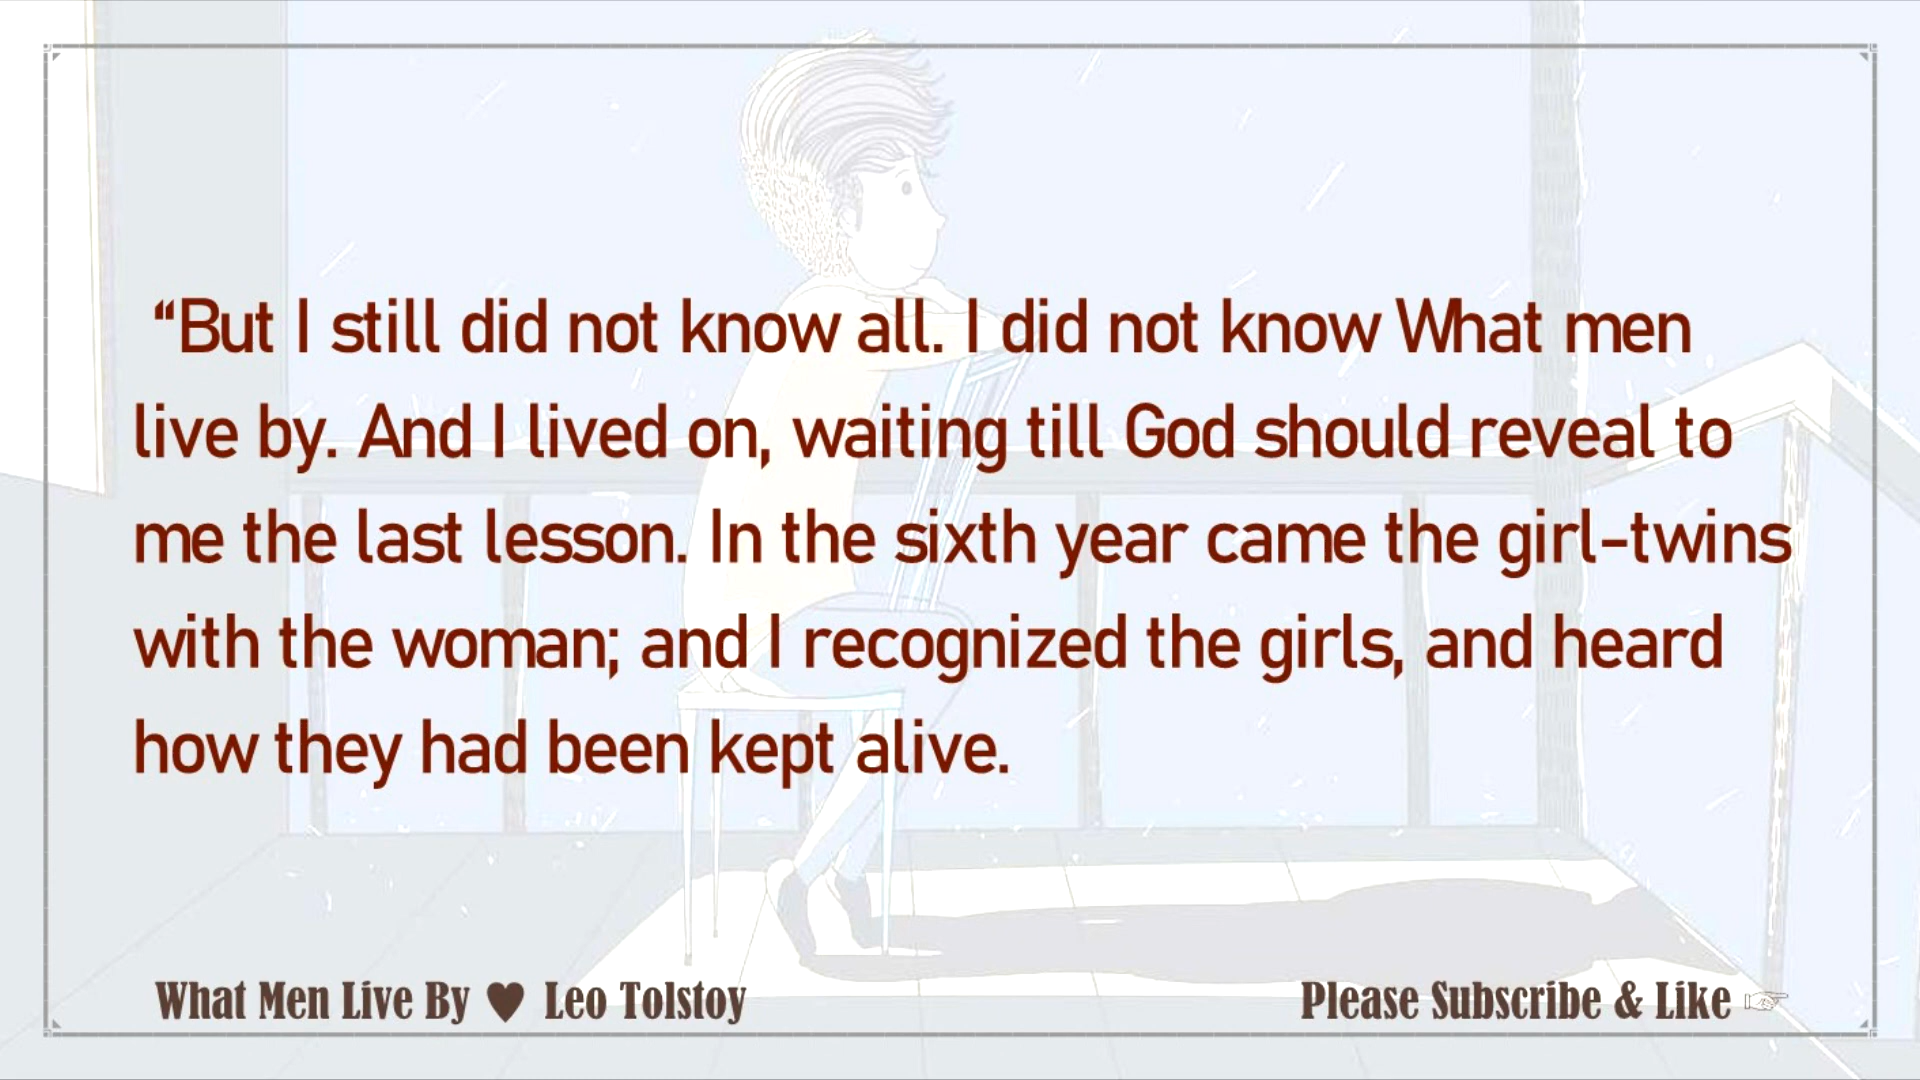 “But I still did not know all. I did not know What men
live by. And I lived on, waiting till God should reveal to
me the last lesson. In the sixth year came the girl-twins
with the woman; and I recognized the girls, and heard
how they had been kept alive.
What Men Live By ♥ Leo Tolstoy
Please Subscribe & Like ☞